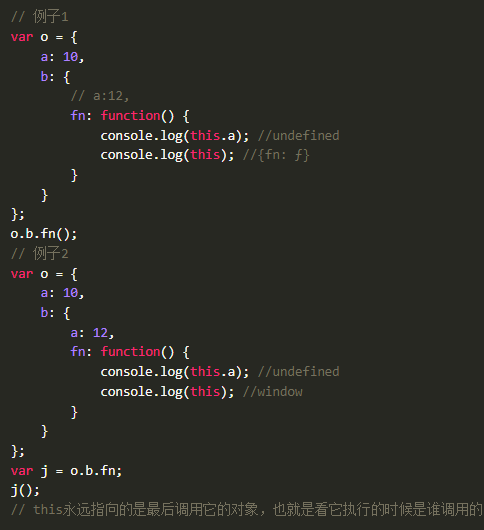 // 例子1
var o = {
    a: 10,
    b: {
        // a:12,
        fn: function() {
            console.log(this.a); //undefined
            console.log(this); //{fn: ƒ}
        }
    }
};
o.b.fn();
// 例子2
var o = {
    a: 10,
    b: {
        a: 12,
        fn: function() {
            console.log(this.a); //undefined
            console.log(this); //window
        }
    }
};
var j = o.b.fn;
j();
// this永远指向的是最后调用它的对象，也就是看它执行的时候是谁调用的